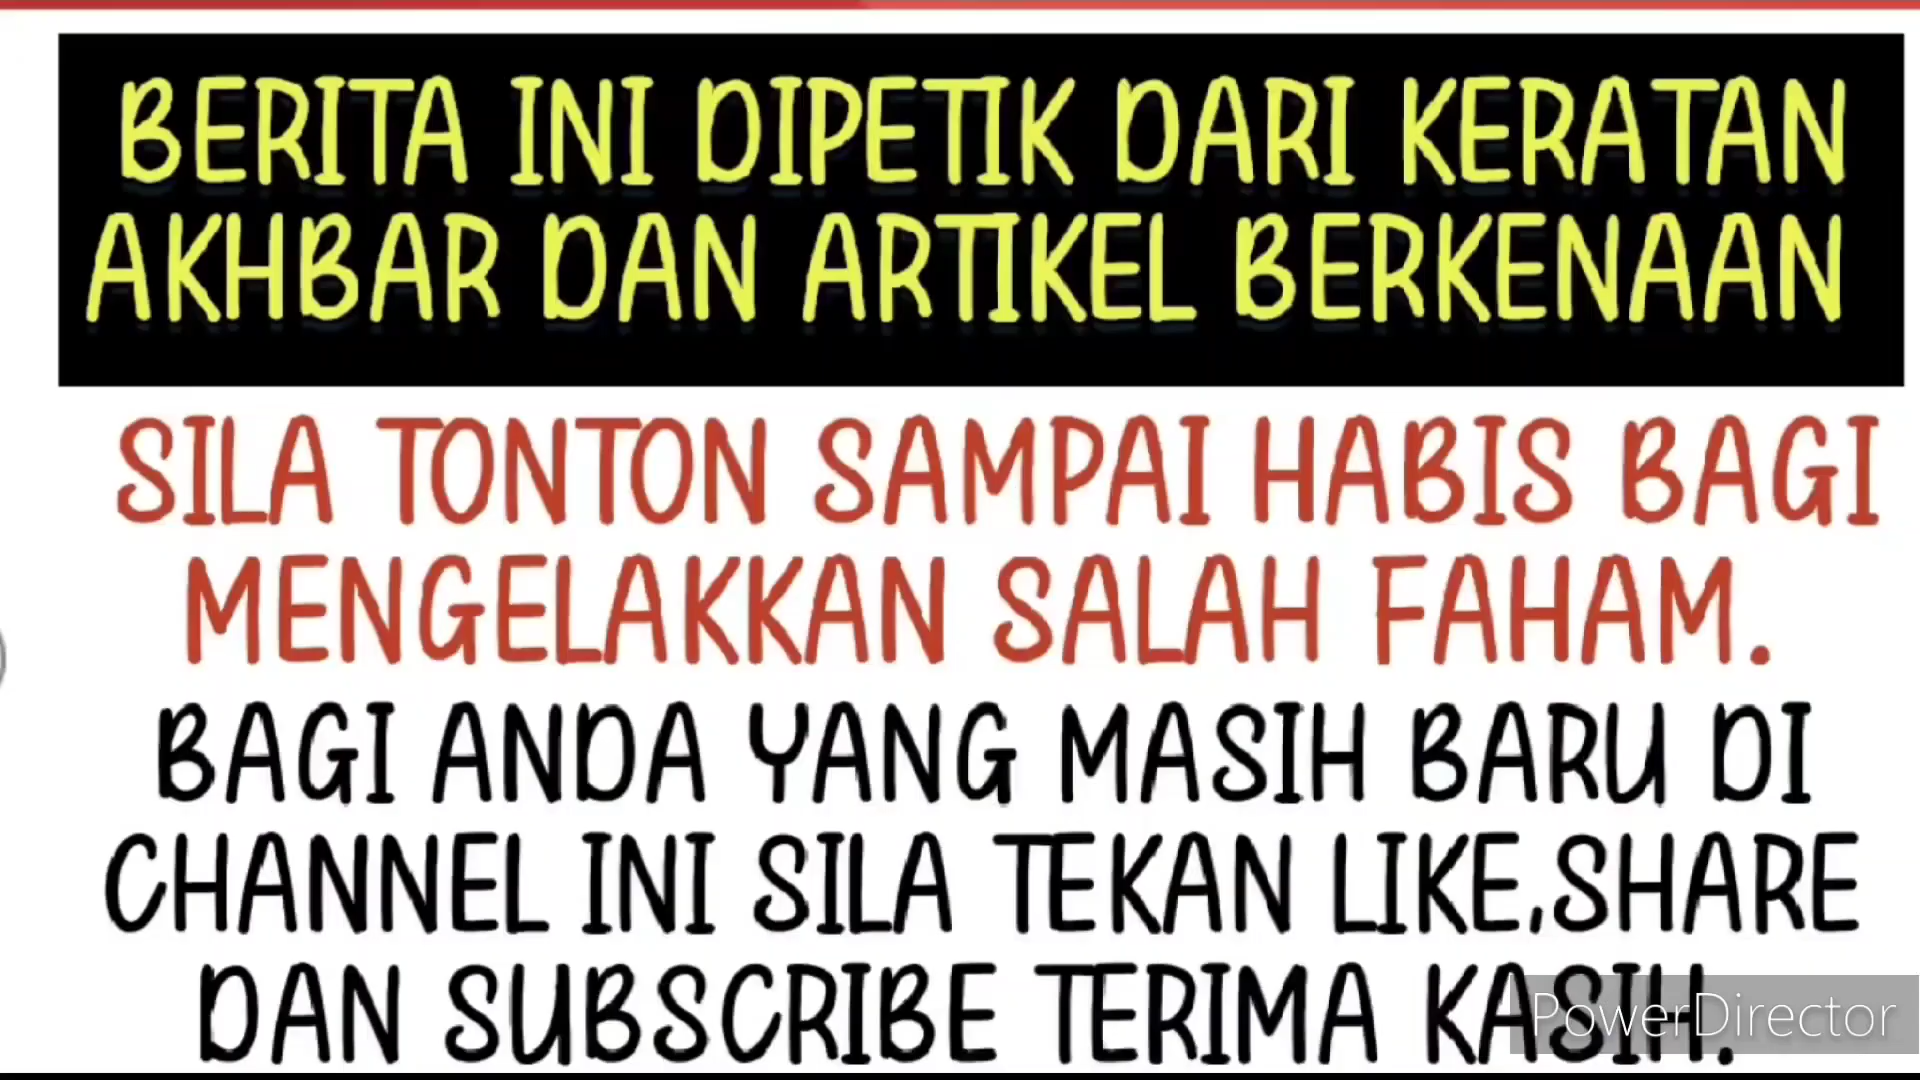 BERITA INI DIPETIK DARI KERATAN
AKHBAR DAN ARTIKEL BERKENAAN
SILA TONTON SAMPAI HABIS BAGI
MENGELAKKAN SALAH FAHAM.
BAGI ANDA YANG MASIH BARU DI
CHANNEL INI SILA TEKAN LIKE,SHARE
DAN SUBSCRIBE TERIMA KASIH.
PowerDirector